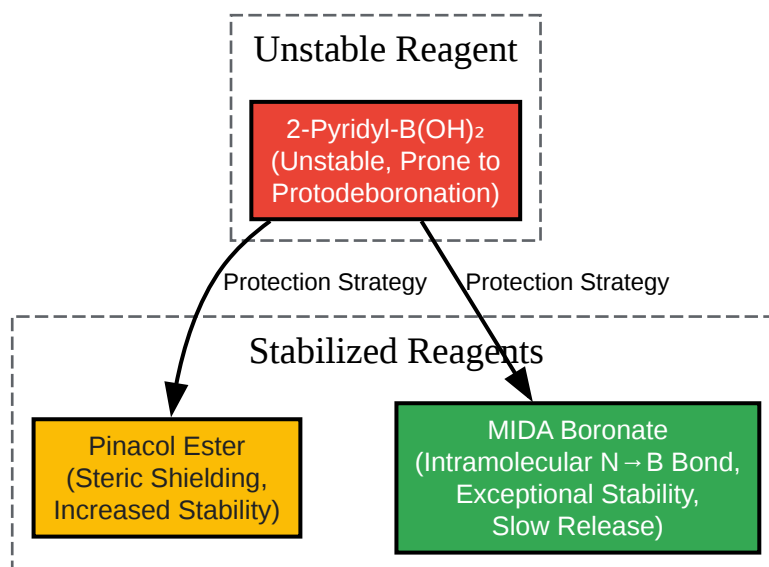 Unstable Reagent
2-Pyridyl-B(OH)₂
(Unstable, Prone to
Protodeboronation)
Protection Strategy
Protection Strategy
Stabilized Reagents
Pinacol Ester
(Steric Shielding,
Increased Stability)
MIDA Boronate
(Intramolecular N→B Bond,
Exceptional Stability,
Slow Release)